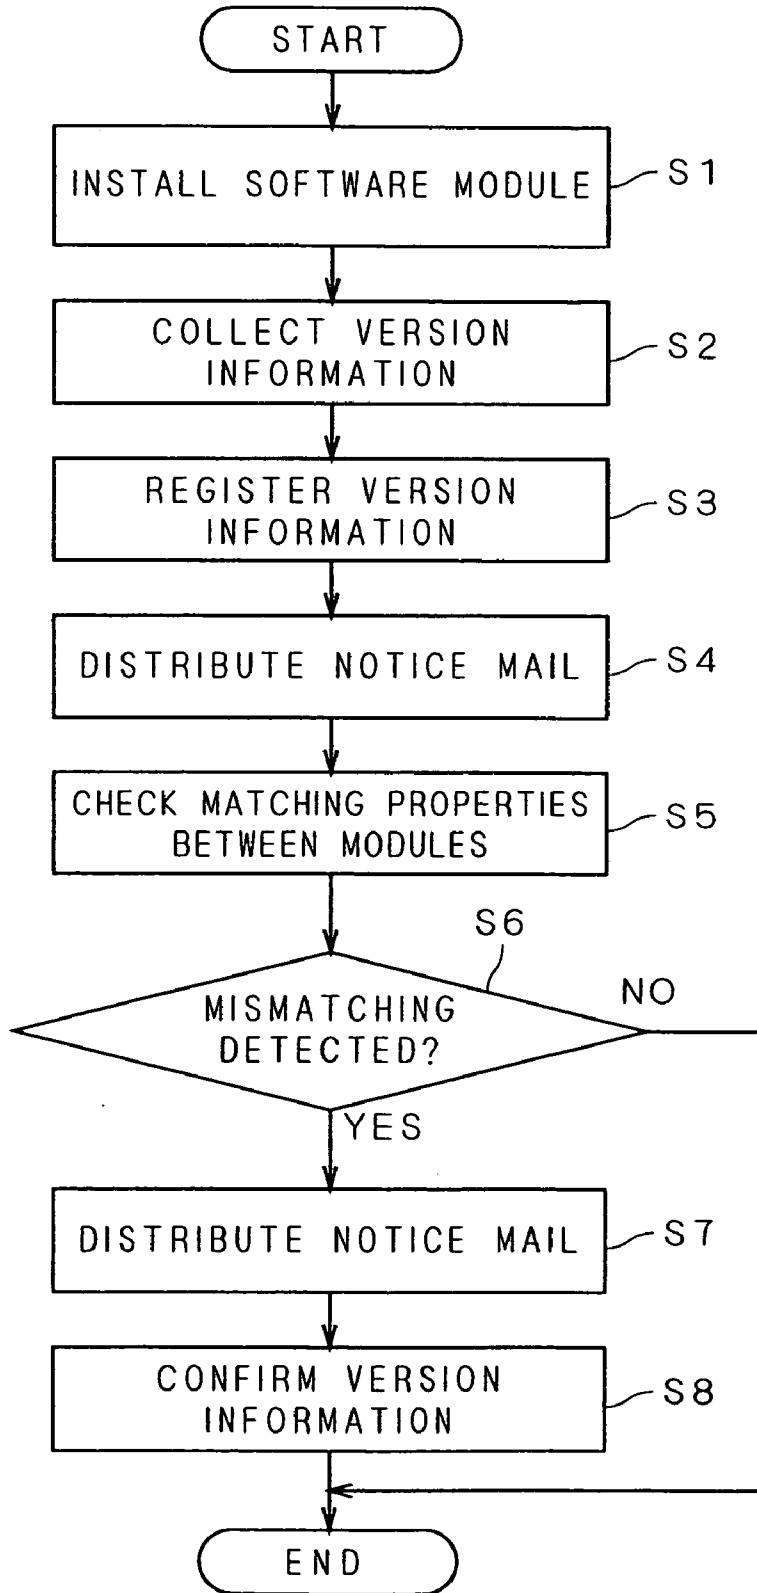 START
INSTALL SOFTWARE MODULE
S1
COLLECT VERSION
INFORMATION
S2
REGISTER VERSION
INFORMATION
S3
DISTRIBUTE NOTICE MAIL
S4
CHECK MATCHING PROPERTIES
BETWEEN MODULES
S5
S6
MISMATCHING
DETECTED?
NO
YES
DISTRIBUTE NOTICE MAIL
S7
CONFIRM VERSION
INFORMATION
S8
END